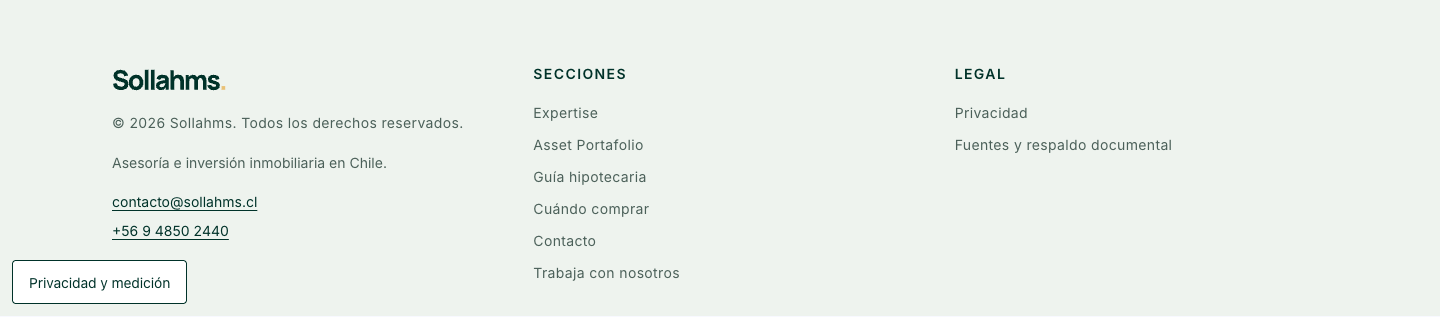 Sollahms.
© 2026 Sollahms. Todos los derechos reservados.
Asesoría e inversión inmobiliaria en Chile.
contacto@sollahms.cl
+56 9 4850 2440
Privacidad y medición
SECCIONES
Expertise
Asset Portafolio
Guía hipotecaria
Cuándo comprar
Contacto
Trabaja con nosotros
LEGAL
Privacidad
Fuentes y respaldo documental